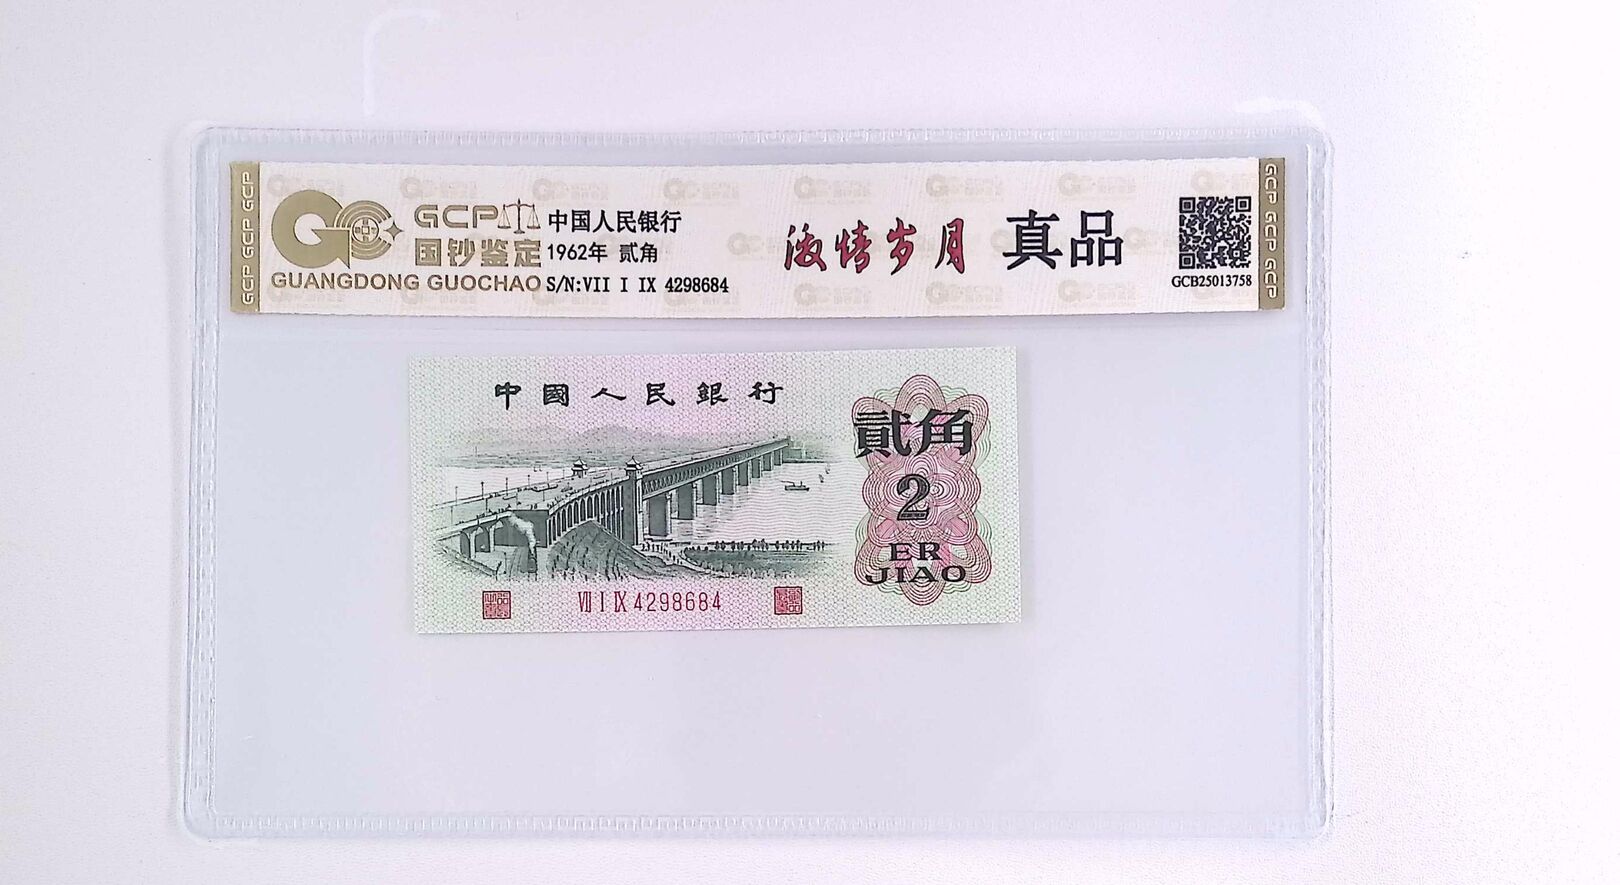 GCP GCP GCP
GCP
国钞鉴定
GUANGDONG GUOCHAO
中国人民银行
1962年 贰角
S/N:VII I IX 4298684
激情岁月 真品
GCB25013758
GCP GCP GCP
中國人民銀行
貳角
2
ER
JIAO
VII I IX 4298684